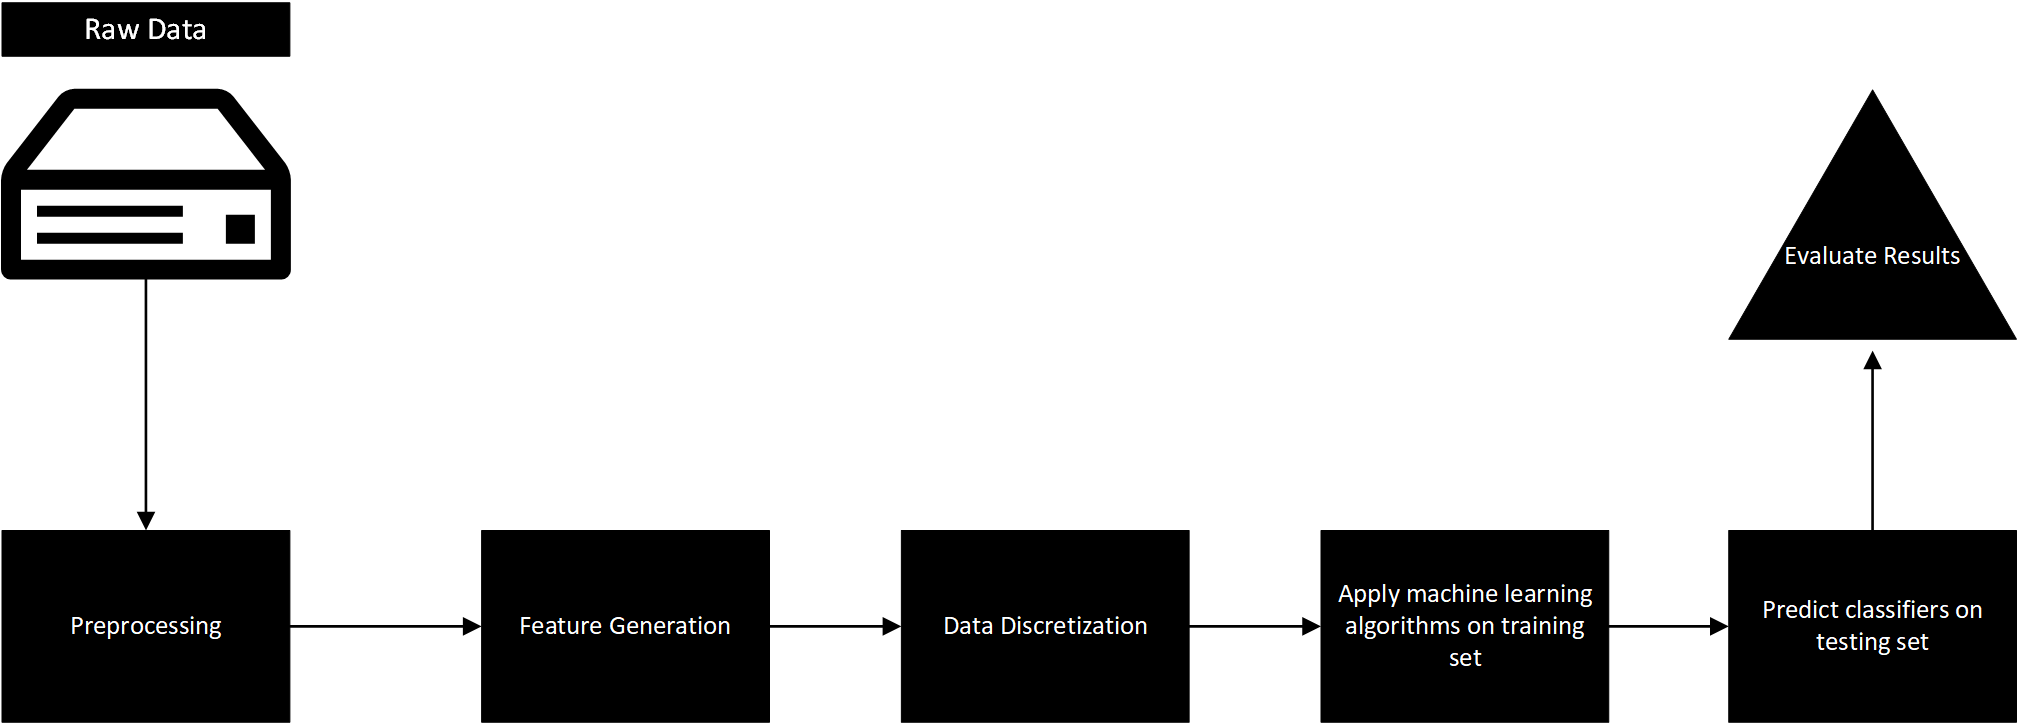 Raw Data
Evaluate Results
Preprocessing
Feature Generation
Data Discretization
Apply machine learning
algorithms on training
set
Predict classifiers on
testing set